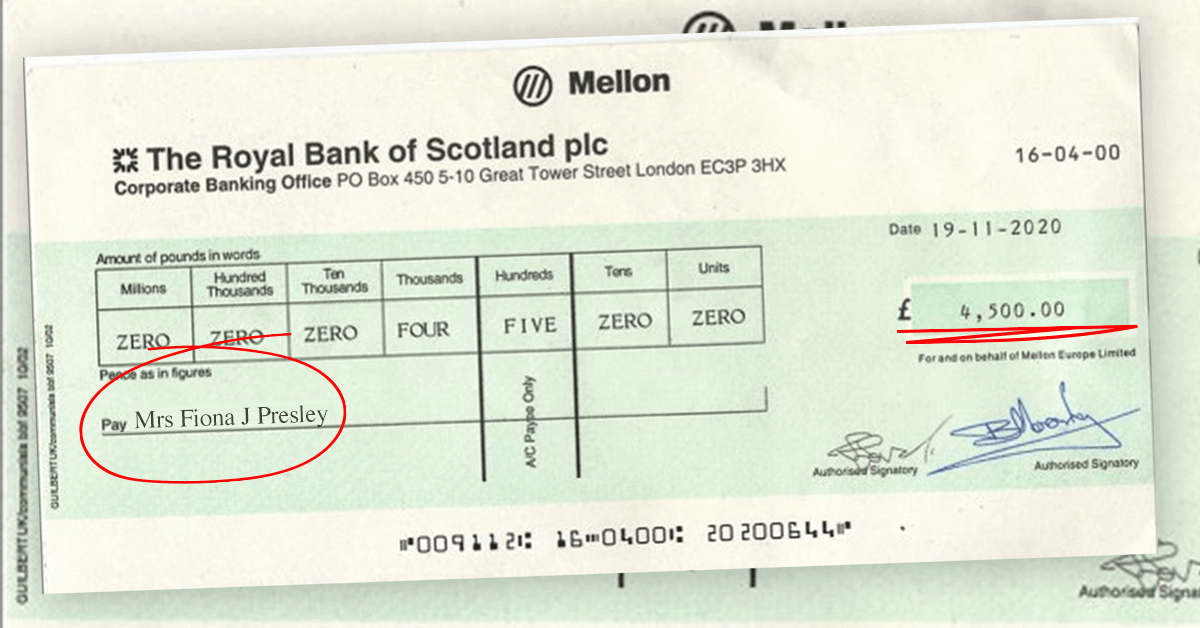 Mellon
The Royal Bank of Scotland plc
Corporate Banking Office PO Box 450 5-10 Great Tower Street London EC3P 3HX
16-04-00
Date 19-11-2020
Amount of pounds in words
Millions Hundred Thousands Ten Thousands Thousands Hundreds Tens Units
ZERO ZERO ZERO FOUR FIVE ZERO ZERO
£ 4,500.00
For and on behalf of Mellon Europe Limited
Pence as in figures
Pay Mrs Fiona J Presley
A/C Payee Only
Authorised Signatory
Authorised Signatory
⑈009112⑆ 16⑉0400⑆ 20200644⑈
10/02
GUILBERT UK/communisis bbf 9507 10/02
Authorised